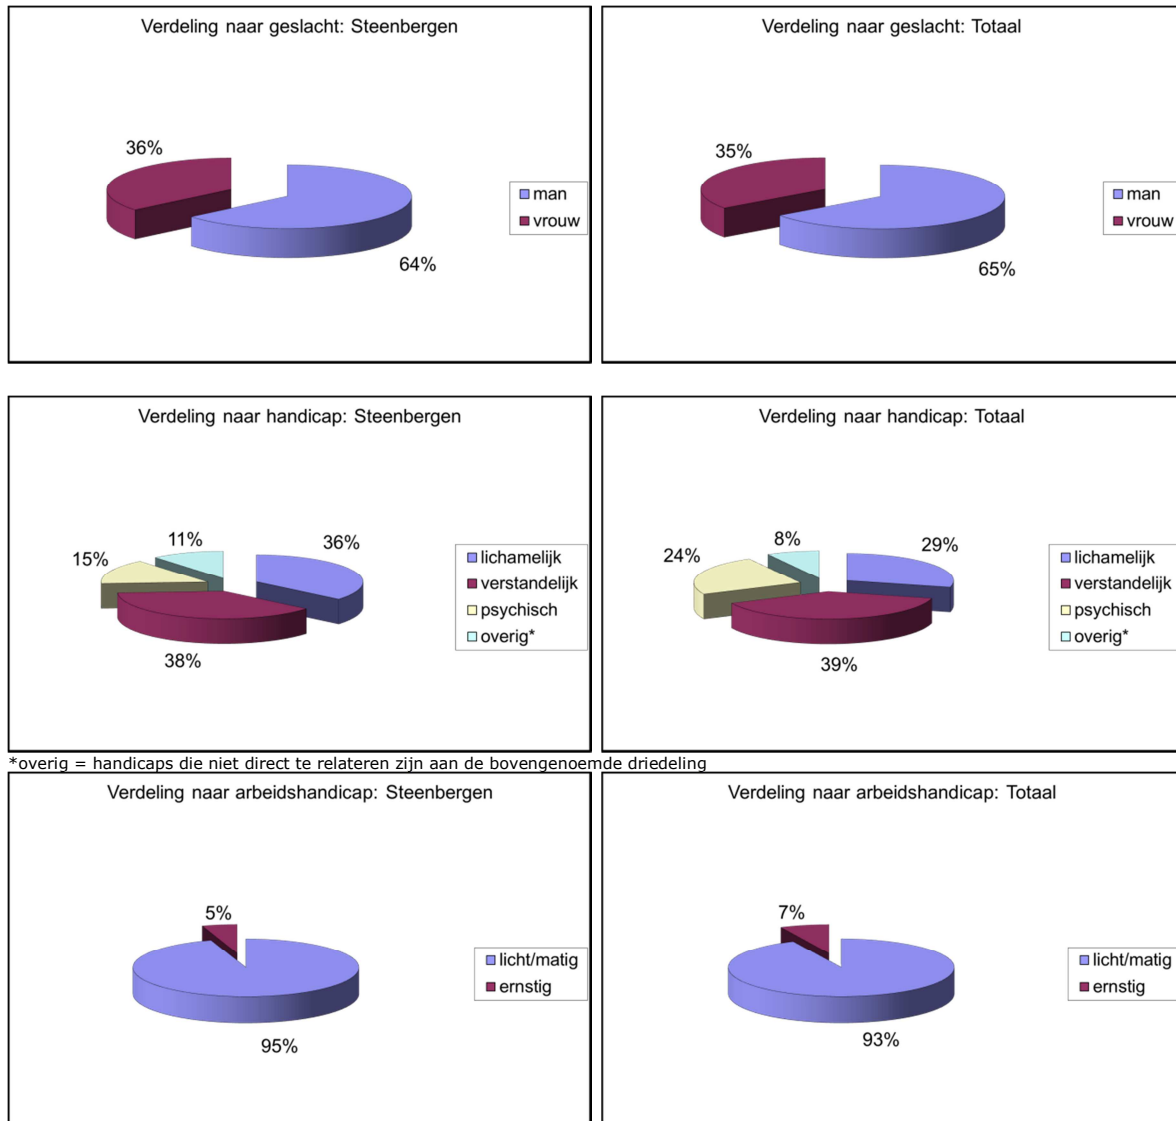 Verdeling naar geslacht: Steenbergen
36%
64%
man
vrouw
Verdeling naar geslacht: Totaal
35%
65%
man
vrouw
Verdeling naar handicap: Steenbergen
11%
36%
15%
38%
lichamelijk
verstandelijk
psychisch
overig*
Verdeling naar handicap: Totaal
8%
29%
24%
39%
lichamelijk
verstandelijk
psychisch
overig*
*overig = handicaps die niet direct te relateren zijn aan de bovengenoemde driedeling
Verdeling naar arbeidshandicap: Steenbergen
5%
95%
licht/matig
ernstig
Verdeling naar arbeidshandicap: Totaal
7%
93%
licht/matig
ernstig